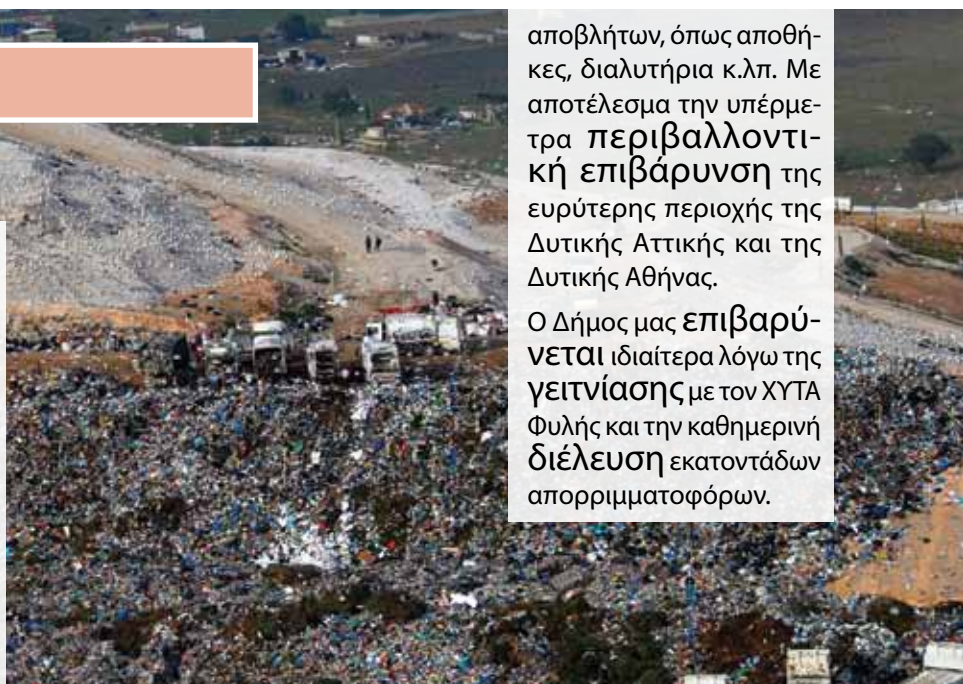 αποβλήτων, όπως αποθή-
κες, διαλυτήρια κ.λπ. Με
αποτέλεσμα την υπέρμε-
τρα περιβαλλοντι-
κή επιβάρυνση της
ευρύτερης περιοχής της
Δυτικής Αττικής και της
Δυτικής Αθήνας.
Ο Δήμος μας επιβαρύ-
νεται ιδιαίτερα λόγω της
γειτνίασης με τον ΧΥΤΑ
Φυλής και την καθημερινή
διέλευση εκατοντάδων
απορριμματοφόρων.